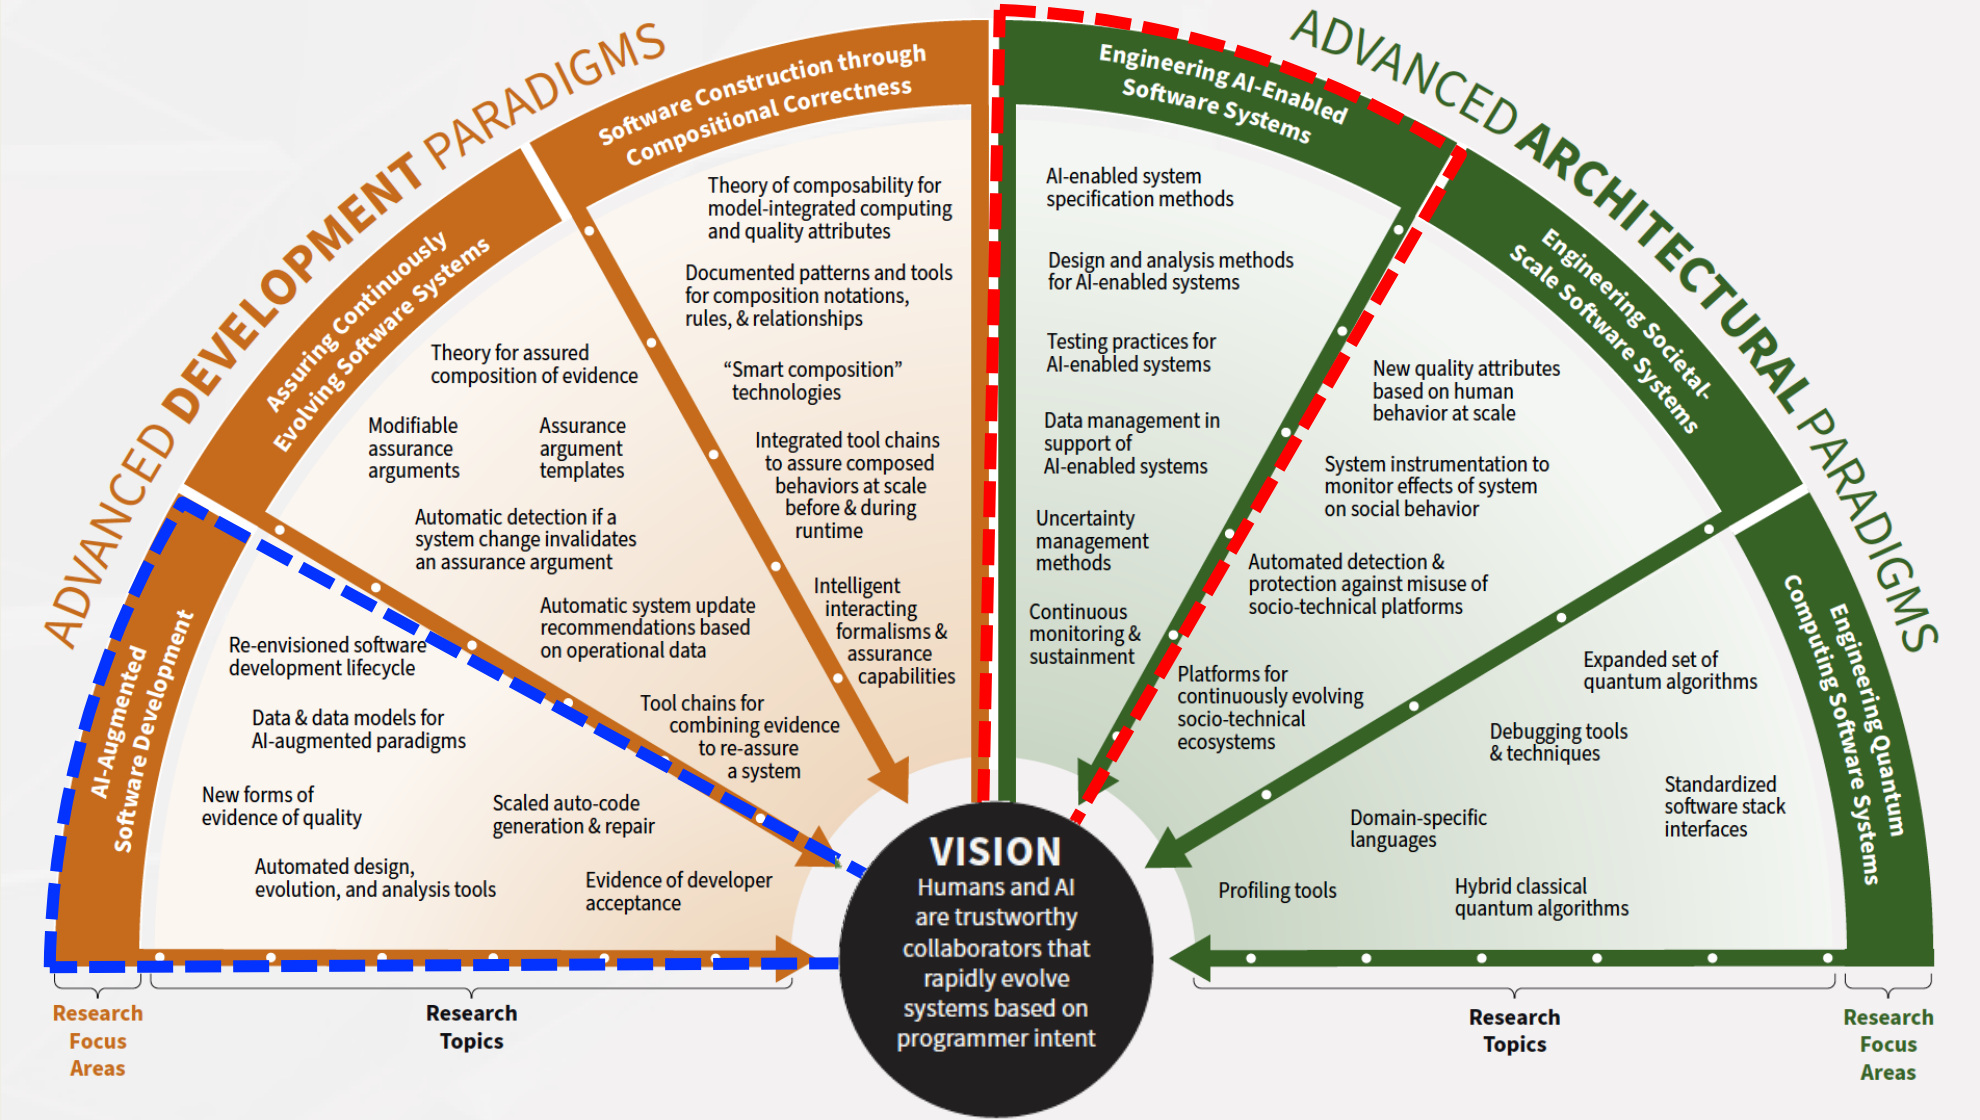 ADVANCED DEVELOPMENT PARADIGMS
ADVANCED ARCHITECTURAL PARADIGMS
AI-Augmented
Software Development
Re-envisioned software
development lifecycle
Data & data models for
AI-augmented paradigms
New forms of
evidence of quality
Scaled auto-code
generation & repair
Automated design,
evolution, and analysis tools
Evidence of developer
acceptance
Assuring Continuously
Evolving Software Systems
Theory for assured
composition of evidence
Modifiable
assurance
arguments
Assurance
argument
templates
Automatic detection if a
system change invalidates
an assurance argument
Automatic system update
recommendations based
on operational data
Tool chains for
combining evidence
to re-assure
a system
Software Construction through
Compositional Correctness
Theory of composability for
model-integrated computing
and quality attributes
Documented patterns and tools
for composition notations,
rules, & relationships
“Smart composition”
technologies
Integrated tool chains
to assure composed
behaviors at scale
before & during
runtime
Intelligent
interacting
formalisms &
assurance
capabilities
Engineering AI-Enabled
Software Systems
AI-enabled system
specification methods
Design and analysis methods
for AI-enabled systems
Testing practices for
AI-enabled systems
Data management in
support of
AI-enabled systems
Uncertainty
management
methods
Continuous
monitoring &
sustainment
Engineering Societal-
Scale Software Systems
New quality attributes
based on human
behavior at scale
System instrumentation to
monitor effects of system
on social behavior
Automated detection &
protection against misuse of
socio-technical platforms
Platforms for
continuously evolving
socio-technical
ecosystems
Engineering Quantum
Computing Software Systems
Expanded set of
quantum algorithms
Debugging tools
& techniques
Standardized
software stack
interfaces
Domain-specific
languages
Profiling tools
Hybrid classical
quantum algorithms
VISION
Humans and AI
are trustworthy
collaborators that
rapidly evolve
systems based on
programmer intent
Research
Focus
Areas
Research
Topics
Research
Topics
Research
Focus
Areas